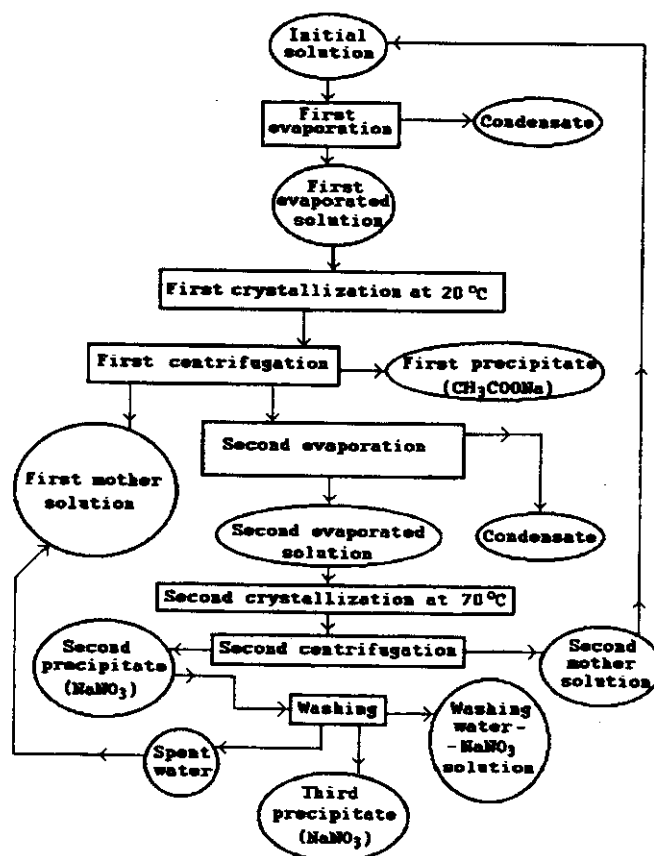 Initial
solution
First
evaporation
Condensate
First
evaporated
solution
First crystallization at 20°C
First centrifugation
First precipitate
(CH₃COONa)
First mother
solution
Second evaporation
Second evaporated
solution
Condensate
Second crystallization at 70°C
Second
precipitate
(NaNO₃)
Second centrifugation
Second
mother
solution
Washing
Washing
water-
-NaNO₃
solution
Spent
water
Third
precipitate
(NaNO₃)